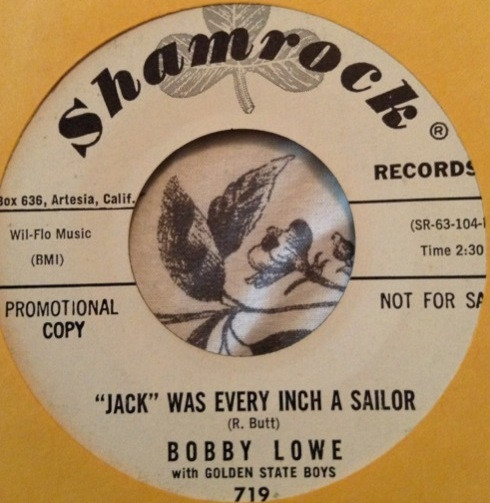 Shamrock®
RECORDS
Box 636, Artesia, Calif.
Wil-Flo Music
(BMI)
(SR-63-104-
Time 2:30
PROMOTIONAL
COPY
NOT FOR SA
"JACK" WAS EVERY INCH A SAILOR
(R. Butt)
BOBBY LOWE
with GOLDEN STATE BOYS
719